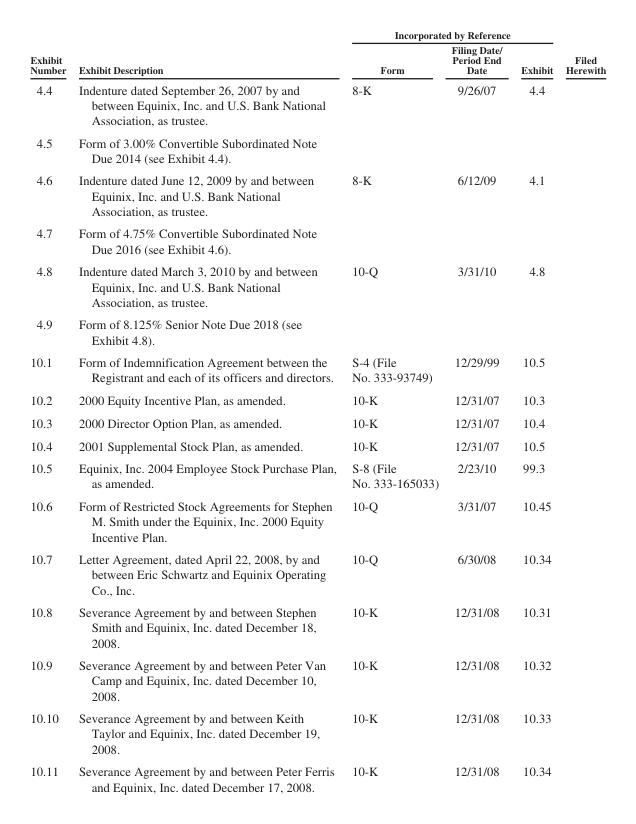 Incorporated by Reference
Exhibit Number Exhibit Description Form Filing Date/ Period End Date Exhibit Filed Herewith
4.4 Indenture dated September 26, 2007 by and 8-K 9/26/07 4.4
between Equinix, Inc. and U.S. Bank National
Association, as trustee.
4.5 Form of 3.00% Convertible Subordinated Note
Due 2014 (see Exhibit 4.4).
4.6 Indenture dated June 12, 2009 by and between 8-K 6/12/09 4.1
Equinix, Inc. and U.S. Bank National
Association, as trustee.
4.7 Form of 4.75% Convertible Subordinated Note
Due 2016 (see Exhibit 4.6).
4.8 Indenture dated March 3, 2010 by and between 10-Q 3/31/10 4.8
Equinix, Inc. and U.S. Bank National
Association, as trustee.
4.9 Form of 8.125% Senior Note Due 2018 (see
Exhibit 4.8).
10.1 Form of Indemnification Agreement between the S-4 (File 12/29/99 10.5
Registrant and each of its officers and directors. No. 333-93749)
10.2 2000 Equity Incentive Plan, as amended. 10-K 12/31/07 10.3
10.3 2000 Director Option Plan, as amended. 10-K 12/31/07 10.4
10.4 2001 Supplemental Stock Plan, as amended. 10-K 12/31/07 10.5
10.5 Equinix, Inc. 2004 Employee Stock Purchase Plan, S-8 (File 2/23/10 99.3
as amended. No. 333-165033)
10.6 Form of Restricted Stock Agreements for Stephen 10-Q 3/31/07 10.45
M. Smith under the Equinix, Inc. 2000 Equity
Incentive Plan.
10.7 Letter Agreement, dated April 22, 2008, by and 10-Q 6/30/08 10.34
between Eric Schwartz and Equinix Operating
Co., Inc.
10.8 Severance Agreement by and between Stephen 10-K 12/31/08 10.31
Smith and Equinix, Inc. dated December 18,
2008.
10.9 Severance Agreement by and between Peter Van 10-K 12/31/08 10.32
Camp and Equinix, Inc. dated December 10,
2008.
10.10 Severance Agreement by and between Keith 10-K 12/31/08 10.33
Taylor and Equinix, Inc. dated December 19,
2008.
10.11 Severance Agreement by and between Peter Ferris 10-K 12/31/08 10.34
and Equinix, Inc. dated December 17, 2008.